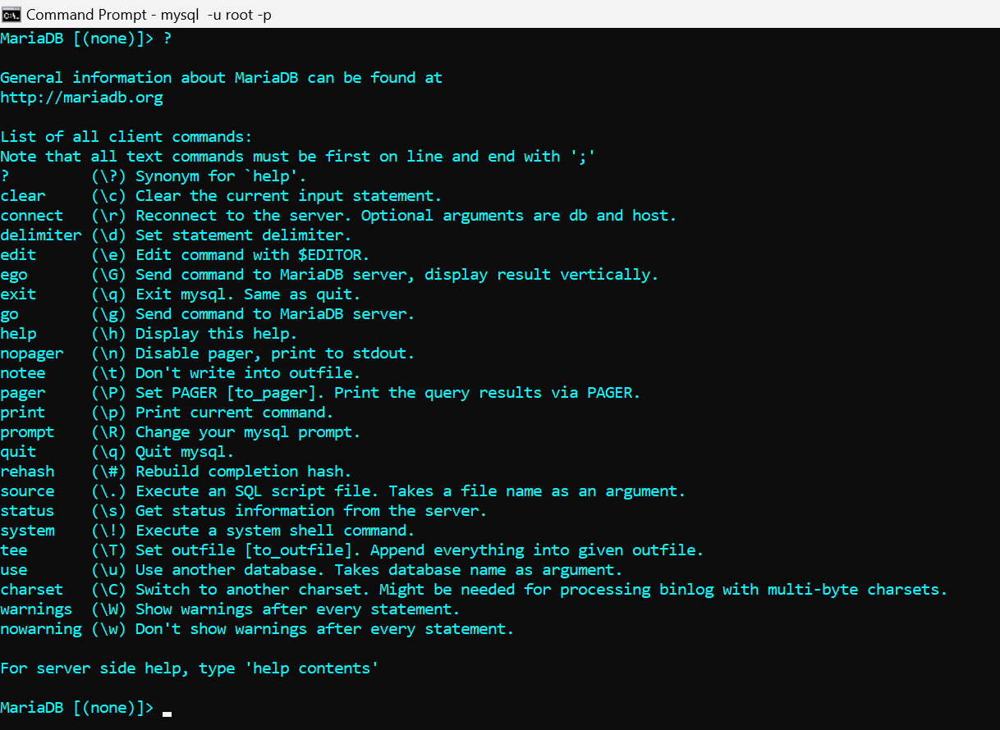 Command Prompt - mysql  -u root -p
MariaDB [(none)]> ?
General information about MariaDB can be found at
http://mariadb.org
List of all client commands:
Note that all text commands must be first on line and end with ';'
?         (\?) Synonym for `help'.
clear     (\c) Clear the current input statement.
connect   (\r) Reconnect to the server. Optional arguments are db and host.
delimiter (\d) Set statement delimiter.
edit      (\e) Edit command with $EDITOR.
ego       (\G) Send command to MariaDB server, display result vertically.
exit      (\q) Exit mysql. Same as quit.
go        (\g) Send command to MariaDB server.
help      (\h) Display this help.
nopager   (\n) Disable pager, print to stdout.
notee     (\t) Don't write into outfile.
pager     (\P) Set PAGER [to_pager]. Print the query results via PAGER.
print     (\p) Print current command.
prompt    (\R) Change your mysql prompt.
quit      (\q) Quit mysql.
rehash    (\#) Rebuild completion hash.
source    (\.) Execute an SQL script file. Takes a file name as an argument.
status    (\s) Get status information from the server.
system    (\!) Execute a system shell command.
tee       (\T) Set outfile [to_outfile]. Append everything into given outfile.
use       (\u) Use another database. Takes database name as argument.
charset   (\C) Switch to another charset. Might be needed for processing binlog with multi-byte charsets.
warnings  (\W) Show warnings after every statement.
nowarning (\w) Don't show warnings after every statement.
For server side help, type 'help contents'
MariaDB [(none)]>